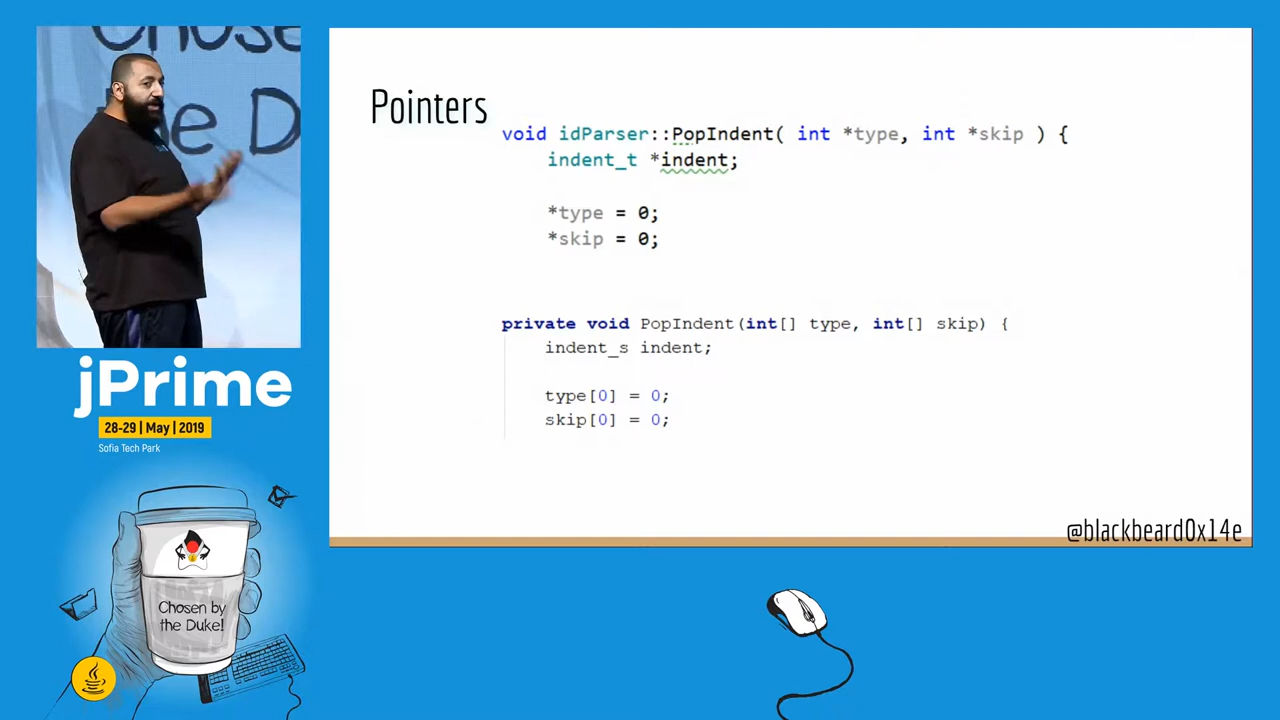 Chose
the D
Pointers
void idParser::PopIndent( int *type, int *skip ) {
indent_t *indent;
*type = 0;
*skip = 0;
private void PopIndent(int[] type, int[] skip) {
indent_s indent;
type[0] = 0;
skip[0] = 0;
@blackbeard0x14e
jPrime
28-29 | May | 2019
Sofia Tech Park
Chosen by
the Duke!